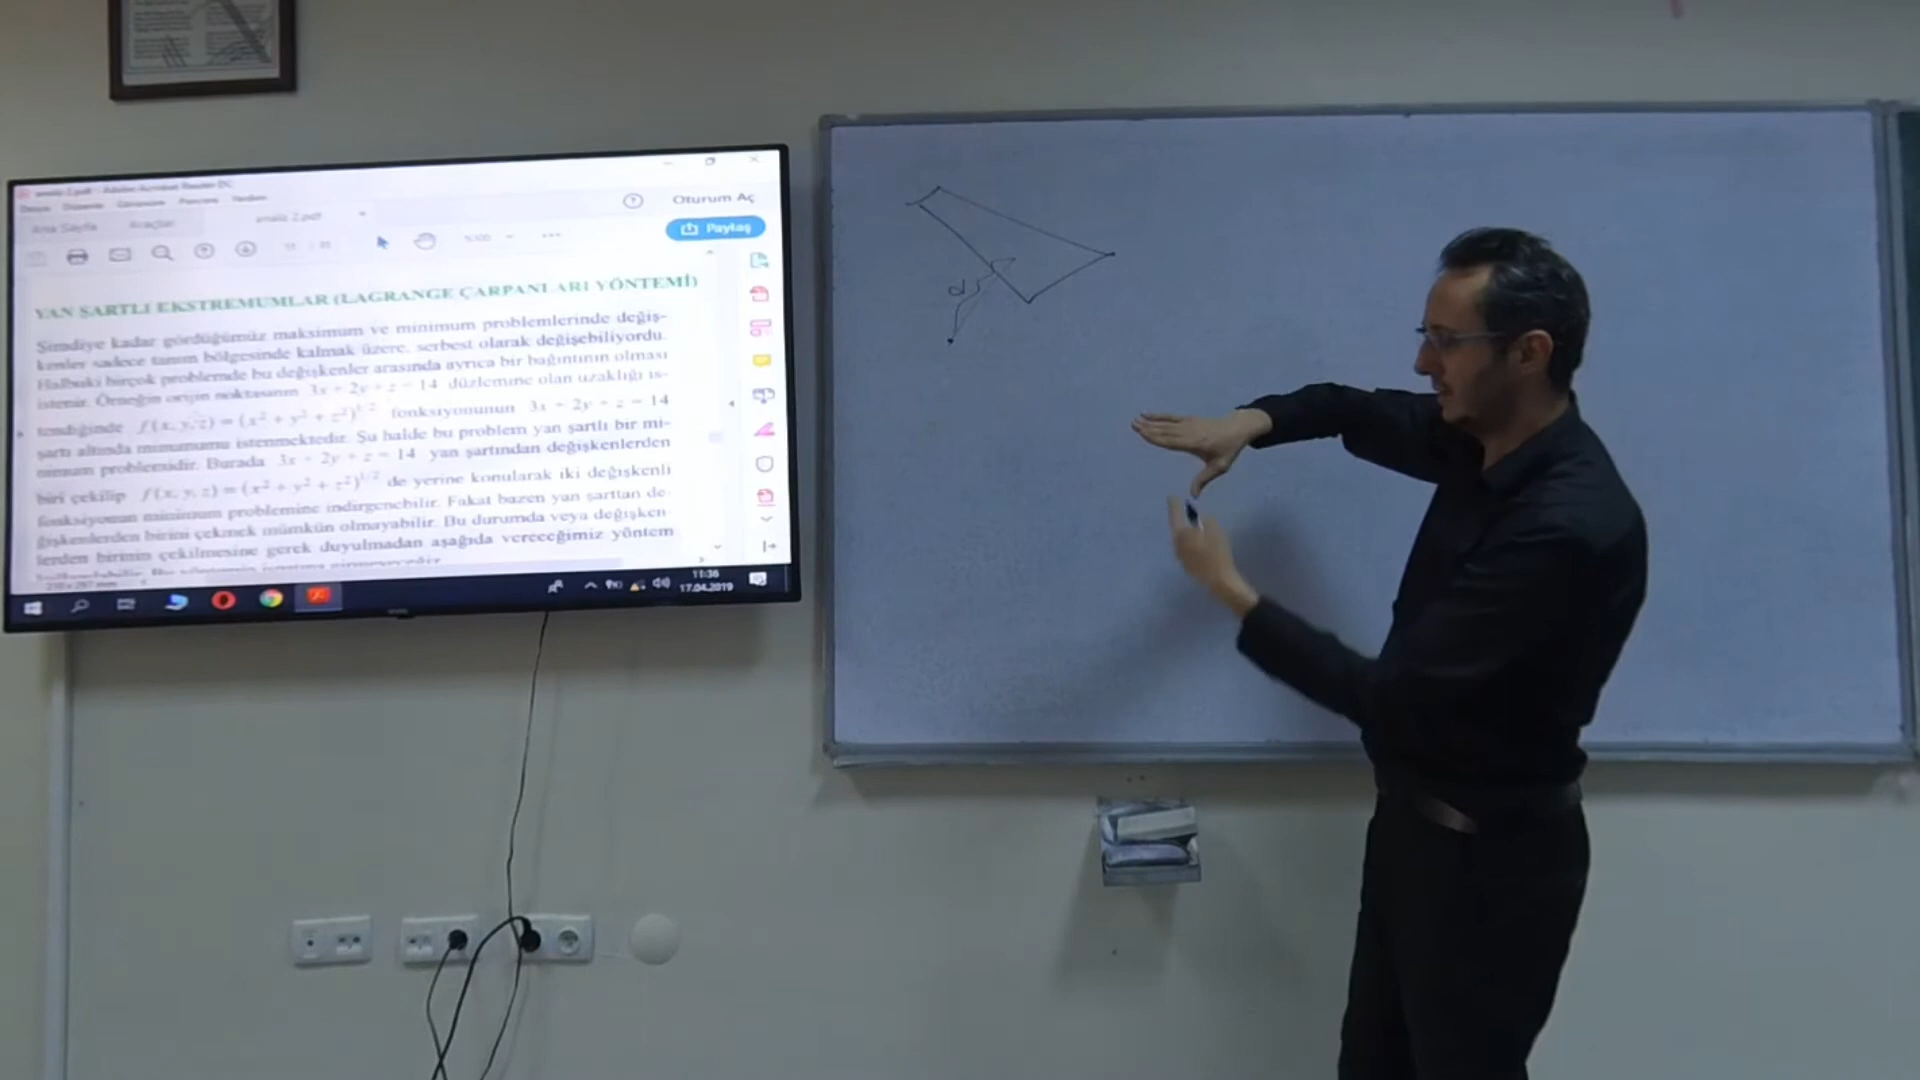 Oturum Aç
Ana Sayfa Araçlar analiz 2.pdf
Paylaş
YAN ŞARTLI EKSTREMUMLAR (LAGRANGE ÇARPANLARI YÖNTEMİ)
Şimdiye kadar gördüğümüz maksimum ve minimum problemlerinde değiş-
kenler sadece tanım bölgesinde kalmak üzere, serbest olarak değişebiliyordu.
Halbuki birçok problemde bu değişkenler arasında ayrıca bir bağıntının olması
istenir. Örneğin orijin noktasının 3x + 2y + z = 14 düzlemine olan uzaklığı is-
tendiğinde f(x, y, z) = (x² + y² + z²)^1/2 fonksiyonunun 3x + 2y + z = 14
şartı altında minimumu istenmektedir. Şu halde bu problem yan şartlı bir mi-
nimum problemidir. Burada 3x + 2y + z = 14 yan şartından değişkenlerden
biri çekilip f(x, y, z) = (x² + y² + z²)^1/2 de yerine konularak iki değişkenli
fonksiyonun minimum problemine indirgenebilir. Fakat bazen yan şarttan de-
ğişkenlerden birini çekmek mümkün olmayabilir. Bu durumda veya değişken-
lerden birinin çekilmesine gerek duyulmadan aşağıda vereceğimiz yöntem
11:36
17.04.2019
d